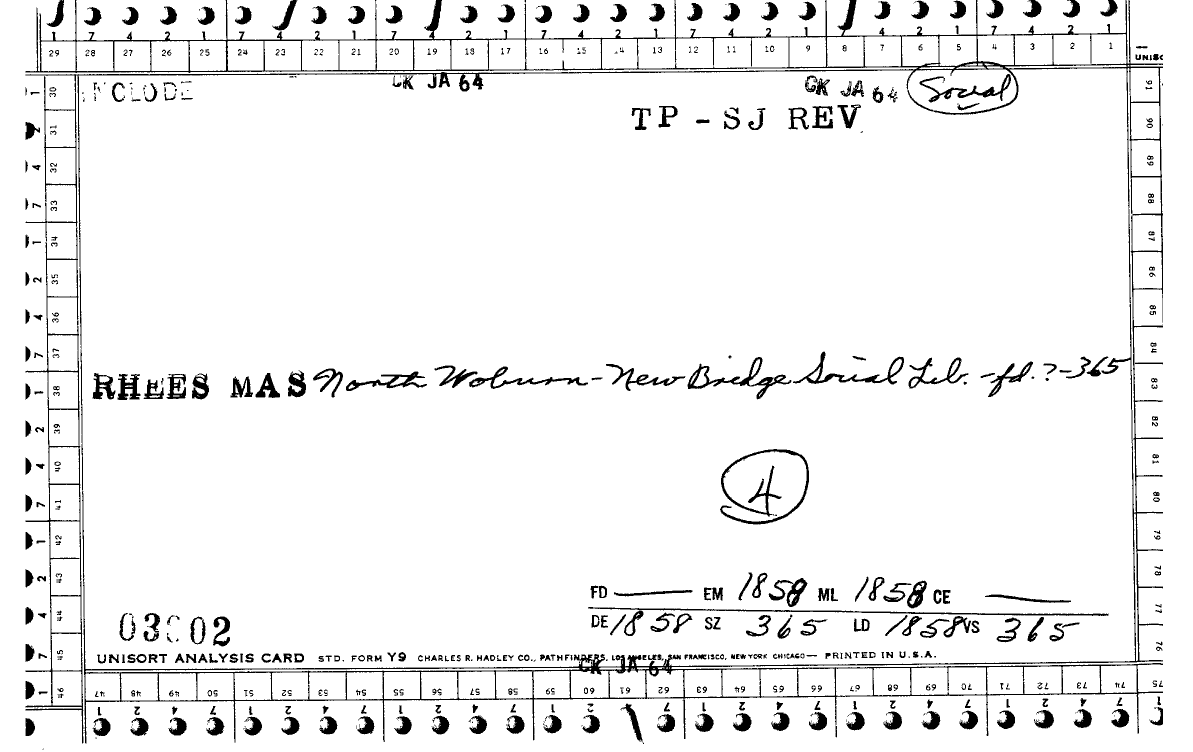 1 7 4 2 1 7 4 2 1 7 4 2 1 7 4 2 1 7 4 2 1 7 4 2 1 7 4 2 1
29 28 27 26 25 24 23 22 21 20 19 18 17 16 15 14 13 12 11 10 9 8 7 6 5 4 3 2 1
UNISO
CK JA 64 CK JA 64 Social
TP - SJ REV
RHEES MAS North Woburn - New Bridge Social Lib. - fd. ? - 365
4
FD — EM 1858 ML 1858 CE —
DE 1858 SZ 365 LD 1858 VS 365
UNISORT ANALYSIS CARD STD. FORM Y9 CHARLES R. HADLEY CO., PATHFINDERS, LOS ANGELES, SAN FRANCISCO, NEW YORK CHICAGO — PRINTED IN U.S.A.
CK JA 64
47 48 49 50 51 52 53 54 55 56 57 58 59 60 61 62 63 64 65 66 67 68 69 70 71 72 73 74 75
30 31 32 33 34 35 36 37 38 39 40 41 42 43 44 45 46
91 90 89 88 87 86 85 84 83 82 81 80 79 78 77 76